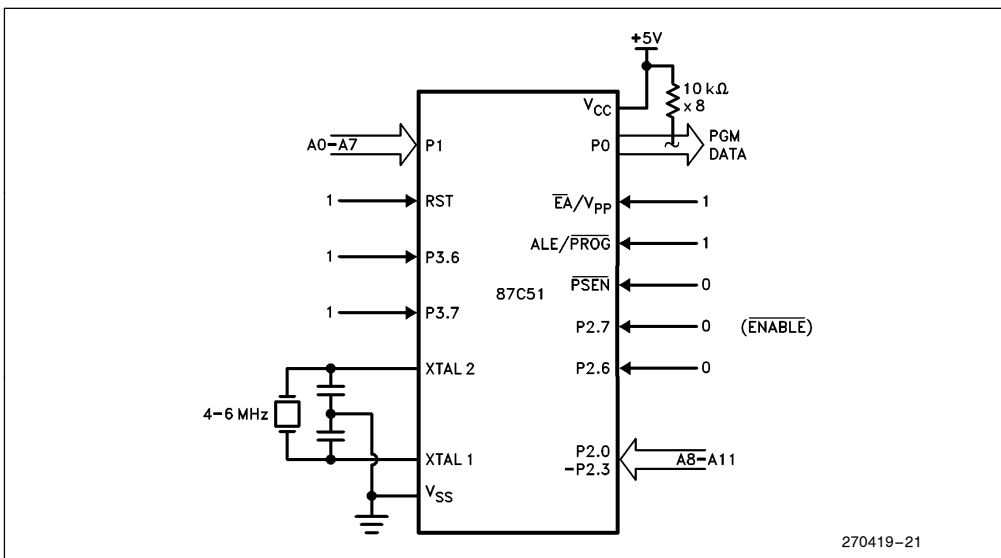 +5V
10 kΩ
x 8
VCC
A0–A7
P1
P0
PGM
DATA
1
RST
EA/VPP
1
ALE/PROG
1
1
P3.6
PSEN
0
87C51
1
P3.7
P2.7
0
(ENABLE)
XTAL 2
P2.6
0
4–6 MHz
P2.0
–P2.3
A8–A11
XTAL 1
VSS
270419–21